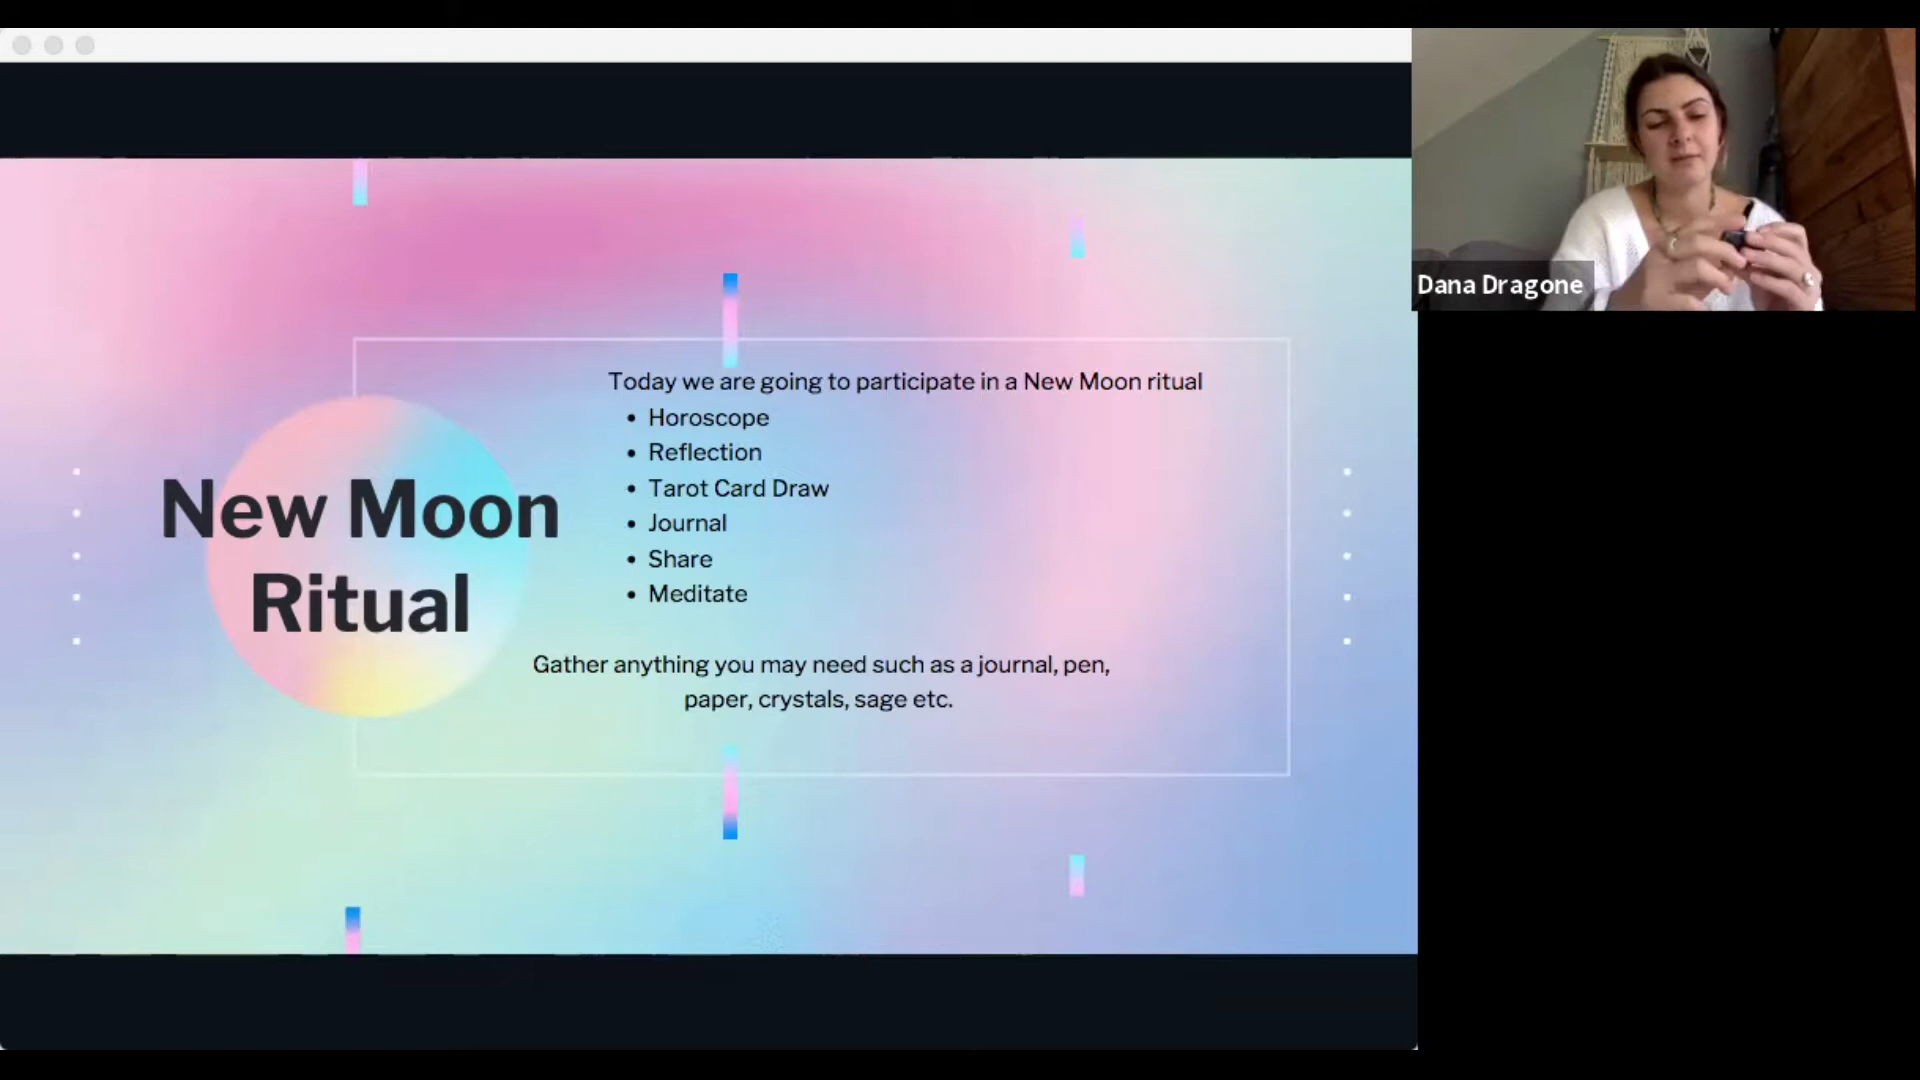 New Moon
Ritual
Today we are going to participate in a New Moon ritual
• Horoscope
• Reflection
• Tarot Card Draw
• Journal
• Share
• Meditate
Gather anything you may need such as a journal, pen,
paper, crystals, sage etc.
Dana Dragone